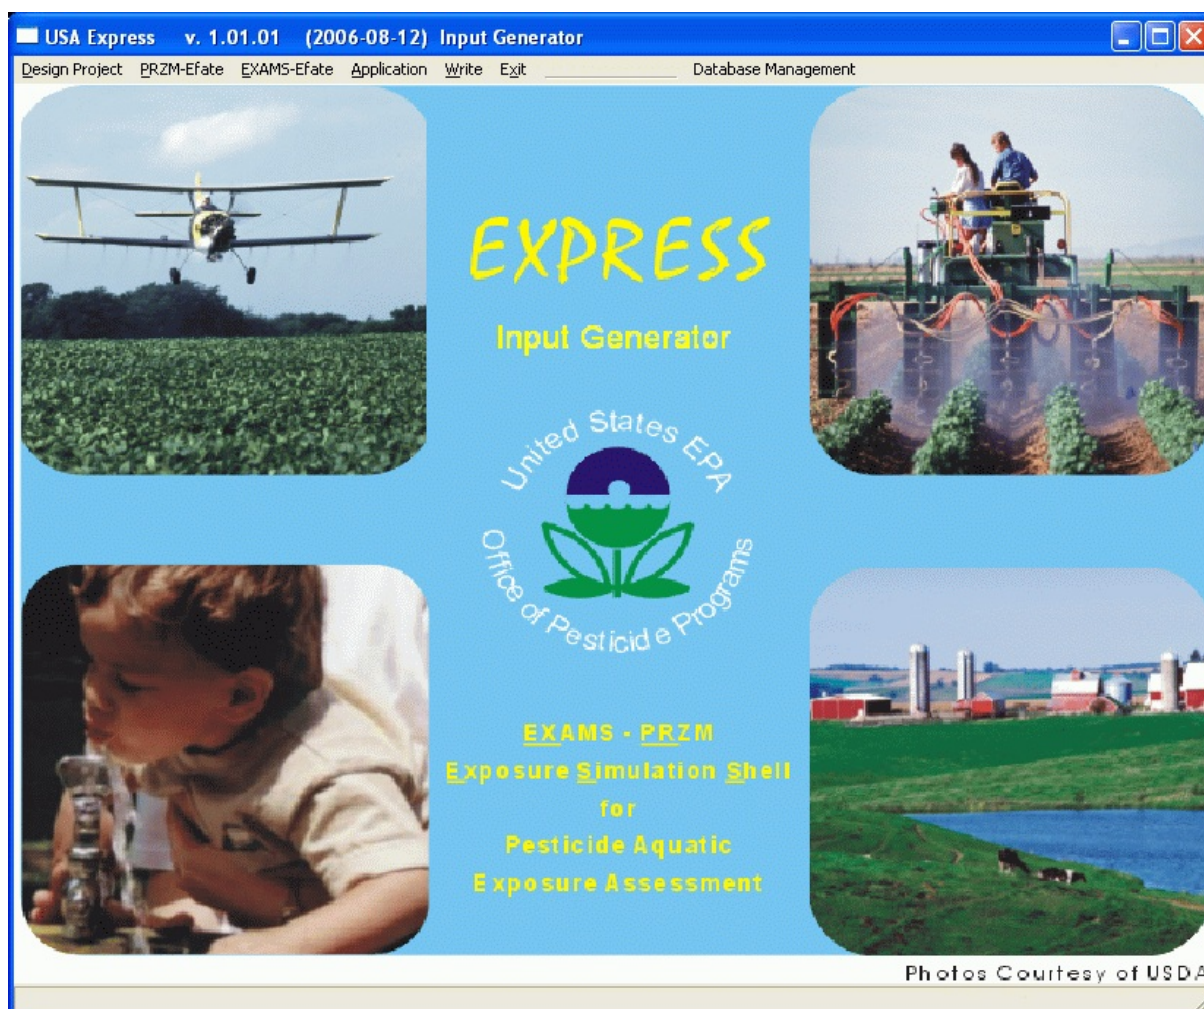 USA Express v. 1.01.01 (2006-08-12) Input Generator
Design Project PRZM-Efate EXAMS-Efate Application Write Exit Database Management
EXPRESS
Input Generator
United States EPA
Office of Pesticide Programs
EXAMS - PRZM
Exposure Simulation Shell
for
Pesticide Aquatic
Exposure Assessment
Photos Courtesy of USDA